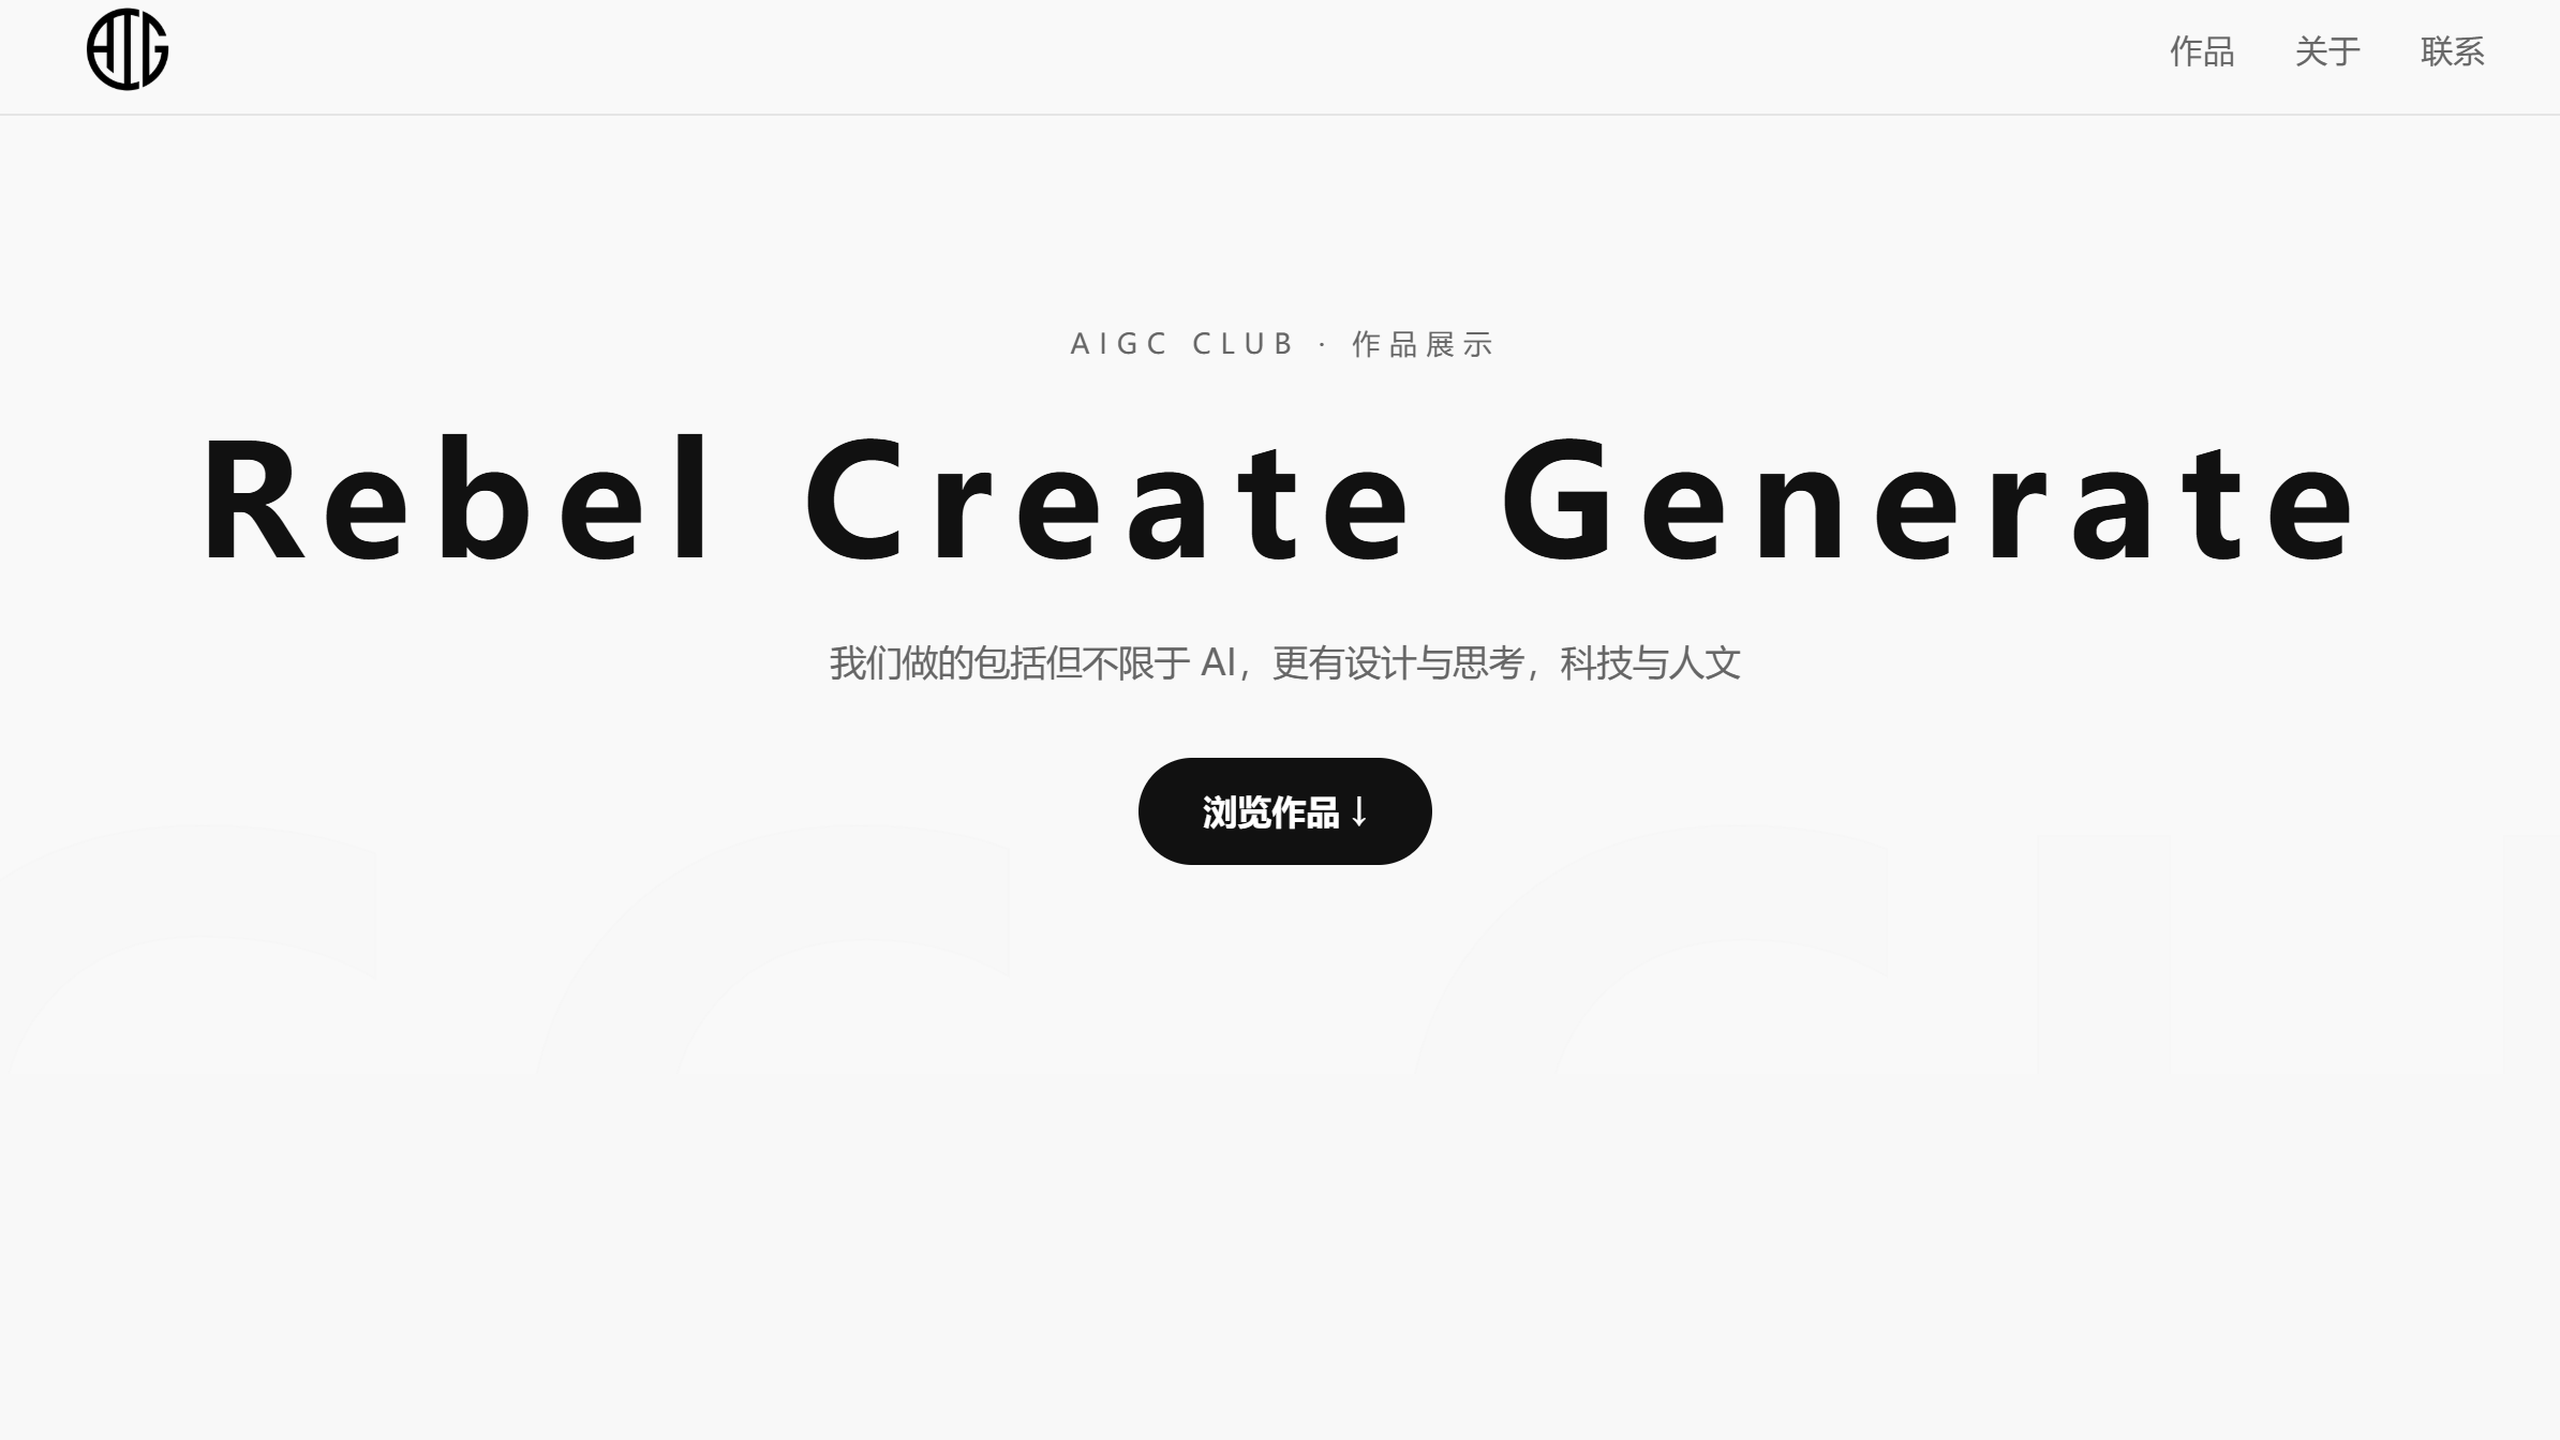 AIG
作品 关于 联系
AIGC CLUB · 作品展示
Rebel Create Generate
我们做的包括但不限于 AI，更有设计与思考，科技与人文
浏览作品 ↓